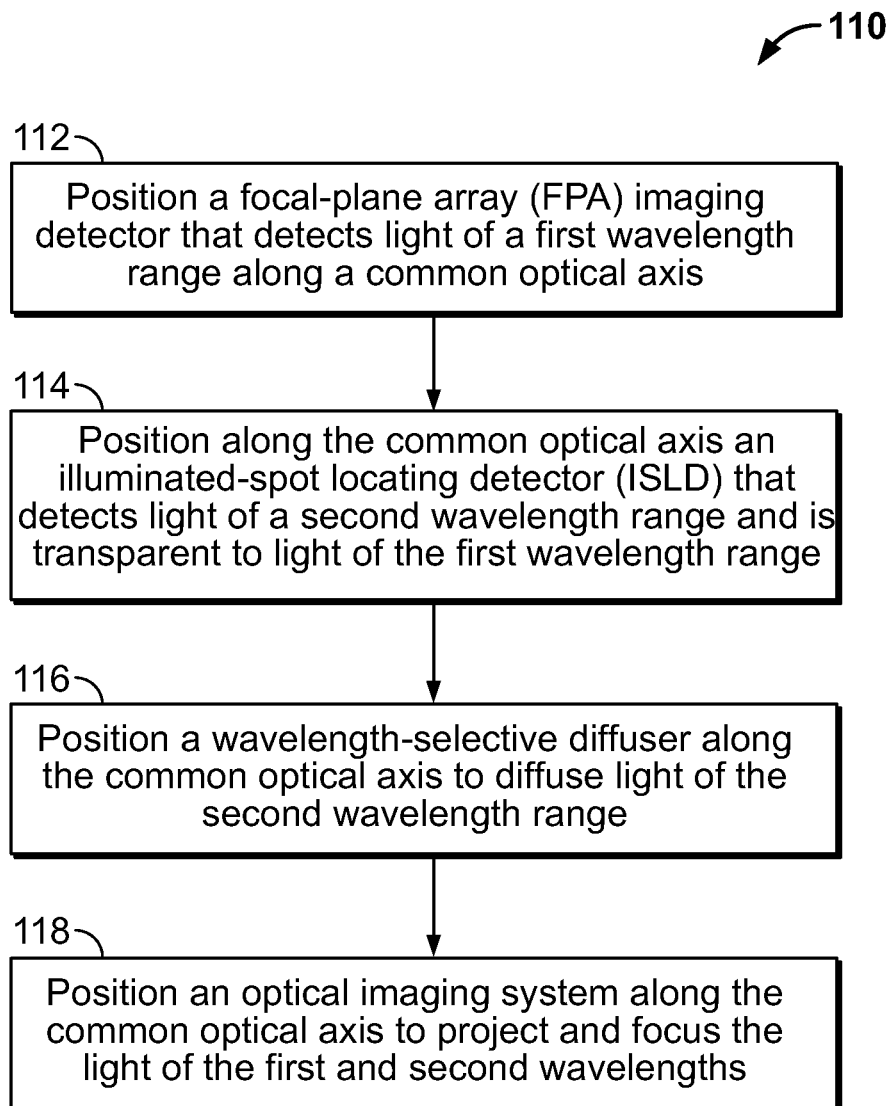 110
112
Position a focal-plane array (FPA) imaging
detector that detects light of a first wavelength
range along a common optical axis
114
Position along the common optical axis an
illuminated-spot locating detector (ISLD) that
detects light of a second wavelength range and is
transparent to light of the first wavelength range
116
Position a wavelength-selective diffuser along
the common optical axis to diffuse light of the
second wavelength range
118
Position an optical imaging system along the
common optical axis to project and focus the
light of the first and second wavelengths